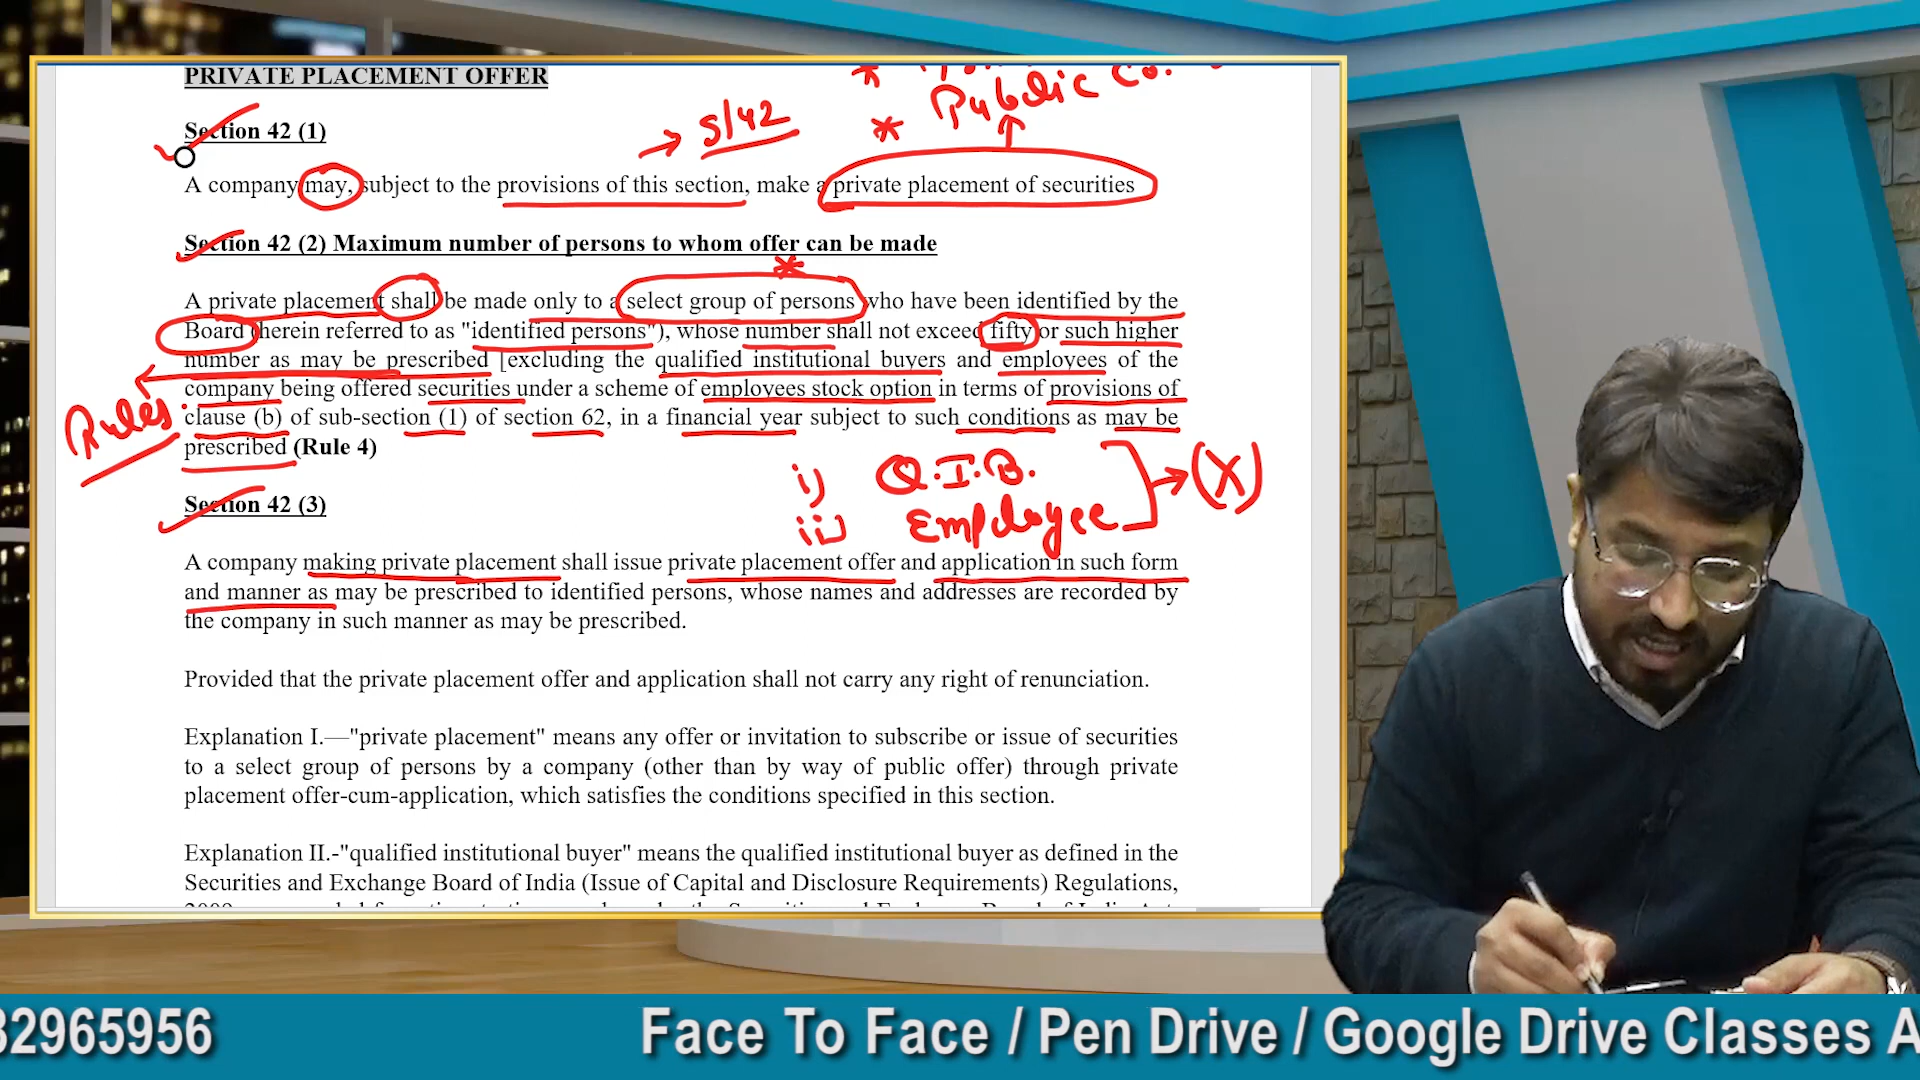 PRIVATE PLACEMENT OFFER
* Public Co.
→ S/42
Section 42 (1)
A company may, subject to the provisions of this section, make a private placement of securities
Section 42 (2) Maximum number of persons to whom offer can be made
A private placement shall be made only to a select group of persons who have been identified by the
Board (herein referred to as "identified persons"), whose number shall not exceed fifty or such higher
number as may be prescribed [excluding the qualified institutional buyers and employees of the
company being offered securities under a scheme of employees stock option in terms of provisions of
clause (b) of sub-section (1) of section 62, in a financial year subject to such conditions as may be
prescribed (Rule 4)
Rules
i) Q.I.B.
ii) Employee
→ (X)
Section 42 (3)
A company making private placement shall issue private placement offer and application in such form
and manner as may be prescribed to identified persons, whose names and addresses are recorded by
the company in such manner as may be prescribed.
Provided that the private placement offer and application shall not carry any right of renunciation.
Explanation I.—"private placement" means any offer or invitation to subscribe or issue of securities
to a select group of persons by a company (other than by way of public offer) through private
placement offer-cum-application, which satisfies the conditions specified in this section.
Explanation II.-"qualified institutional buyer" means the qualified institutional buyer as defined in the
Securities and Exchange Board of India (Issue of Capital and Disclosure Requirements) Regulations,
32965956 Face To Face / Pen Drive / Google Drive Classes A